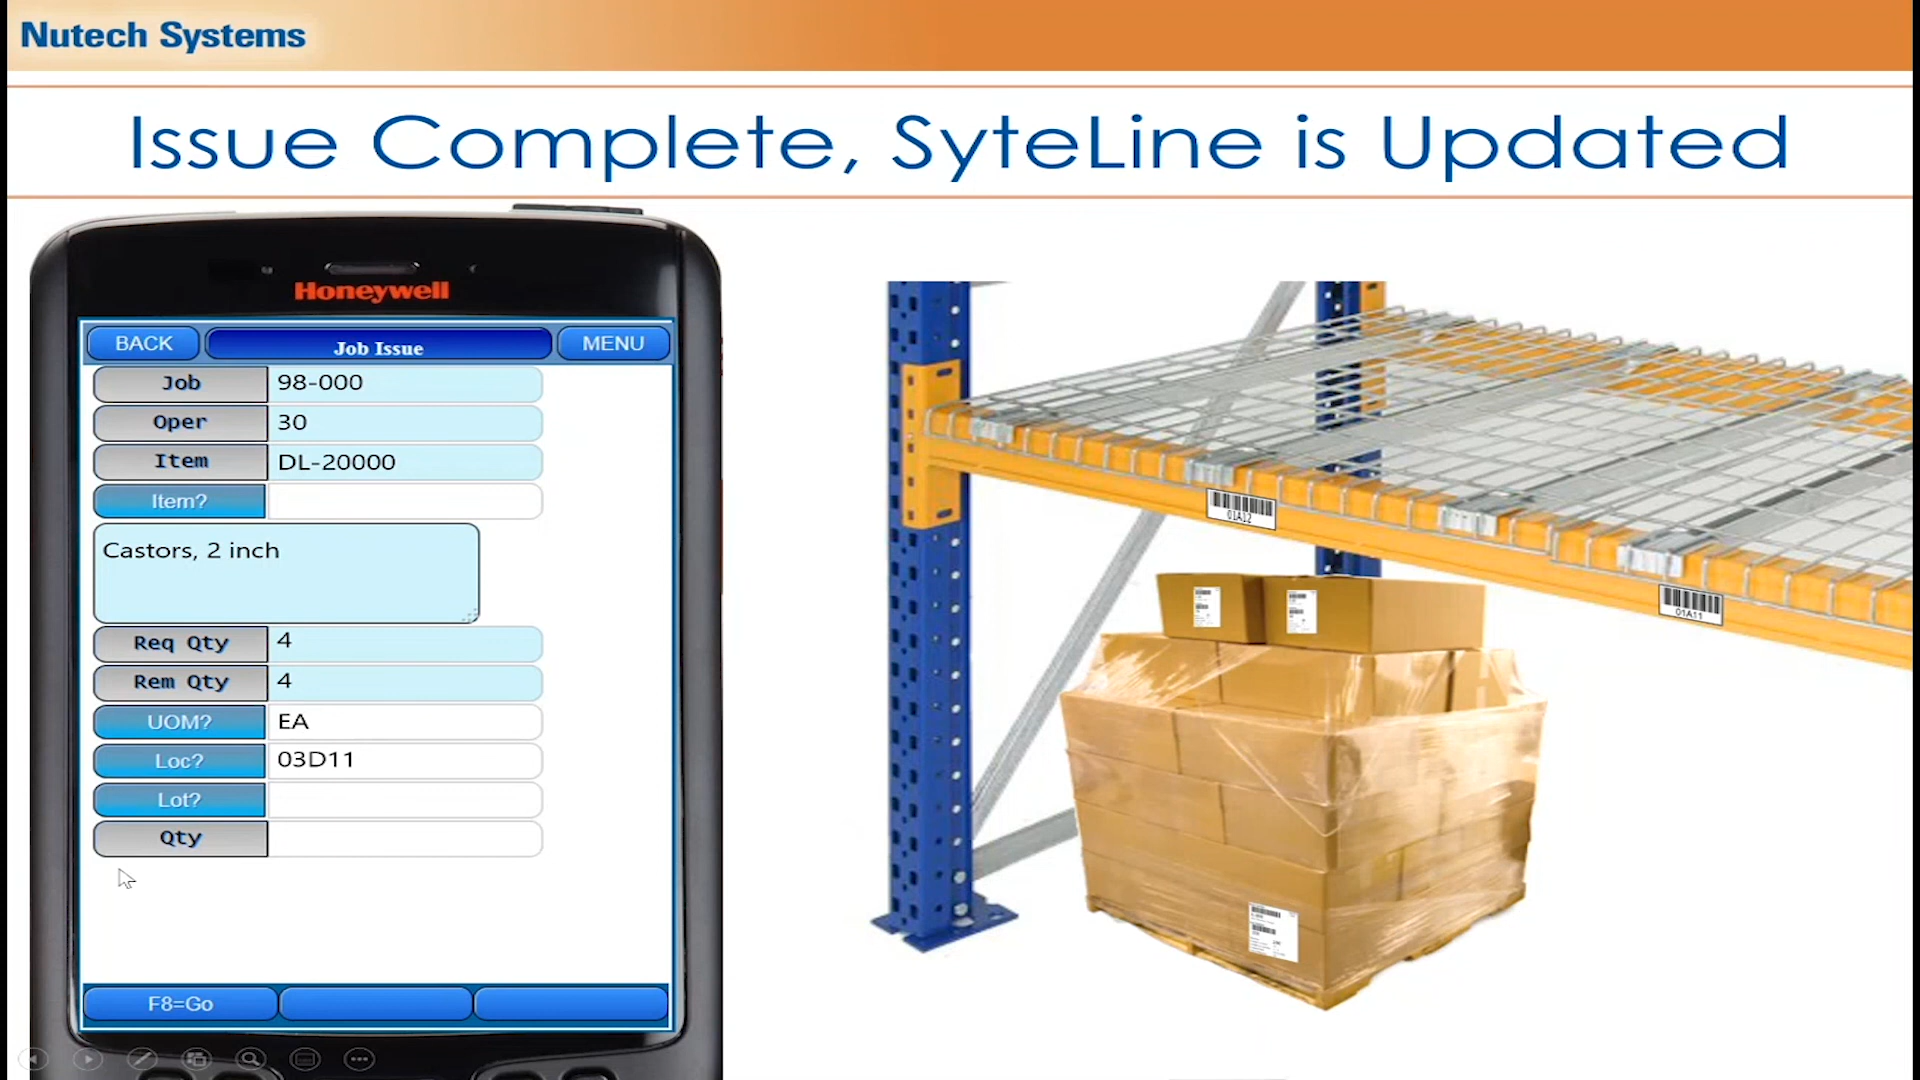 Nutech Systems
Issue Complete, SyteLine is Updated
Honeywell
BACK Job Issue MENU
Job 98-000
Oper 30
Item DL-20000
Item?
Castors, 2 inch
Req Qty 4
Rem Qty 4
UOM? EA
Loc? 03D11
Lot?
Qty
F8=Go
01A12
01A11